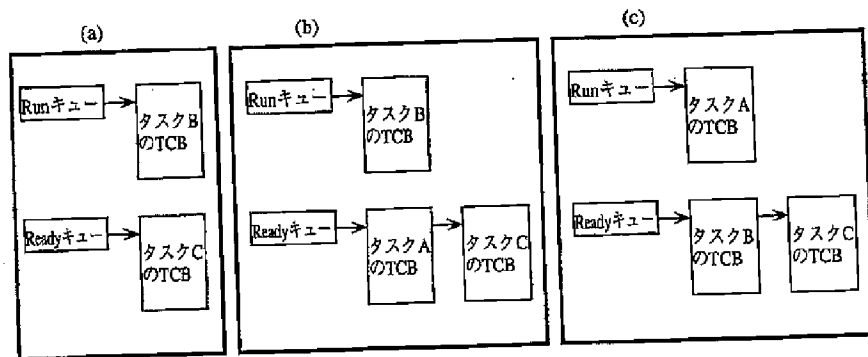 (a)
Runキュー
タスクB
のTCB
Readyキュー
タスクC
のTCB
(b)
Runキュー
タスクB
のTCB
Readyキュー
タスクA
のTCB
タスクC
のTCB
(c)
Runキュー
タスクA
のTCB
Readyキュー
タスクB
のTCB
タスクC
のTCB